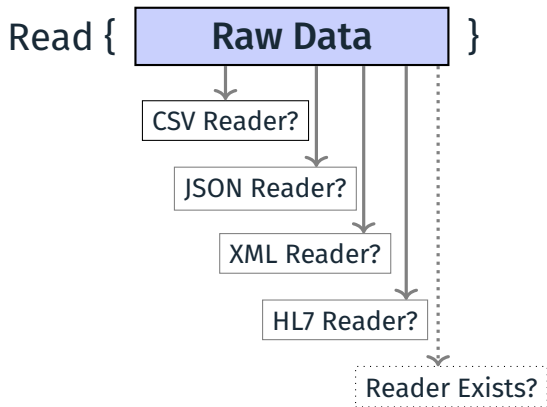 Read { Raw Data }
CSV Reader?
JSON Reader?
XML Reader?
HL7 Reader?
Reader Exists?